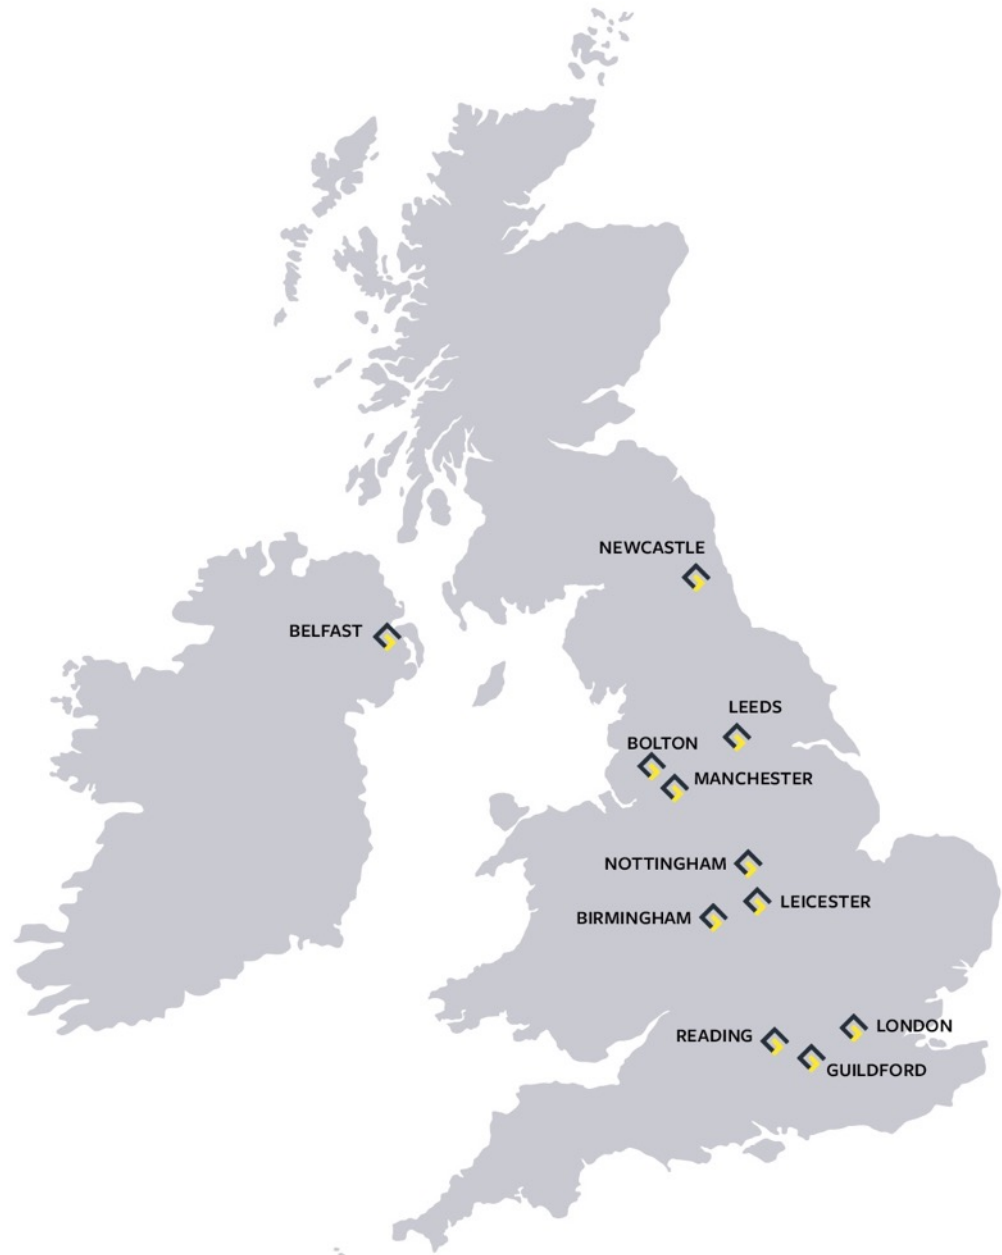 NEWCASTLE
BELFAST
LEEDS
BOLTON
MANCHESTER
NOTTINGHAM
LEICESTER
BIRMINGHAM
LONDON
READING
GUILDFORD